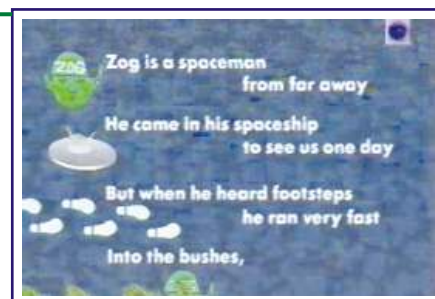 ZOG
Zog is a spaceman
from far away
He came in his spaceship
to see us one day
But when he heard footsteps
he ran very fast
Into the bushes,